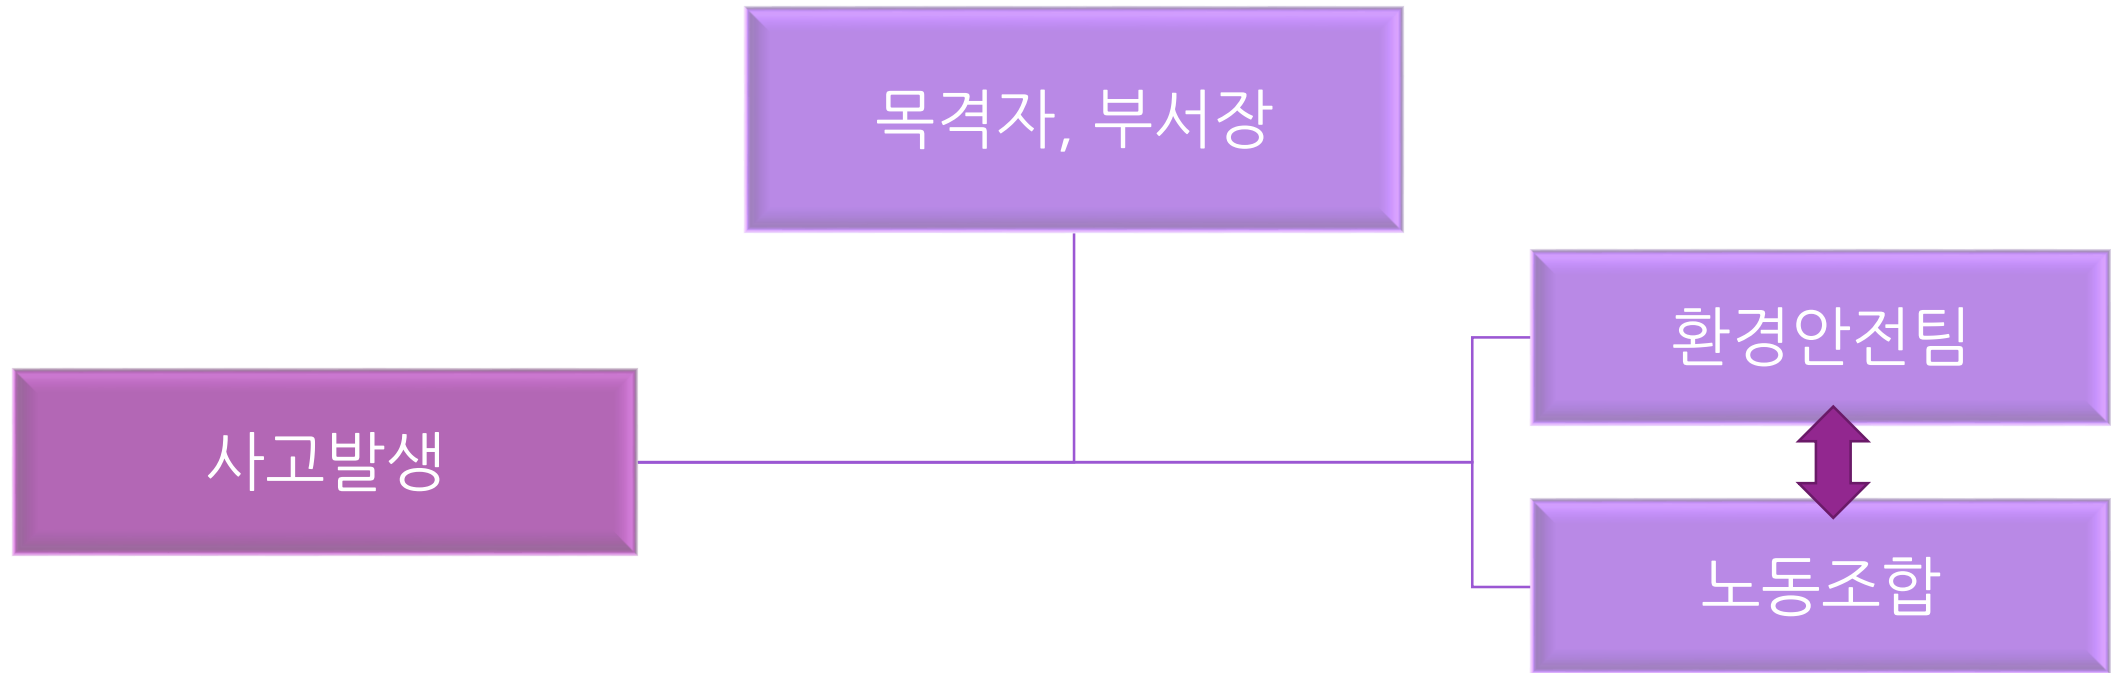 목격자, 부서장
환경안전팀
사고발생
노동조합